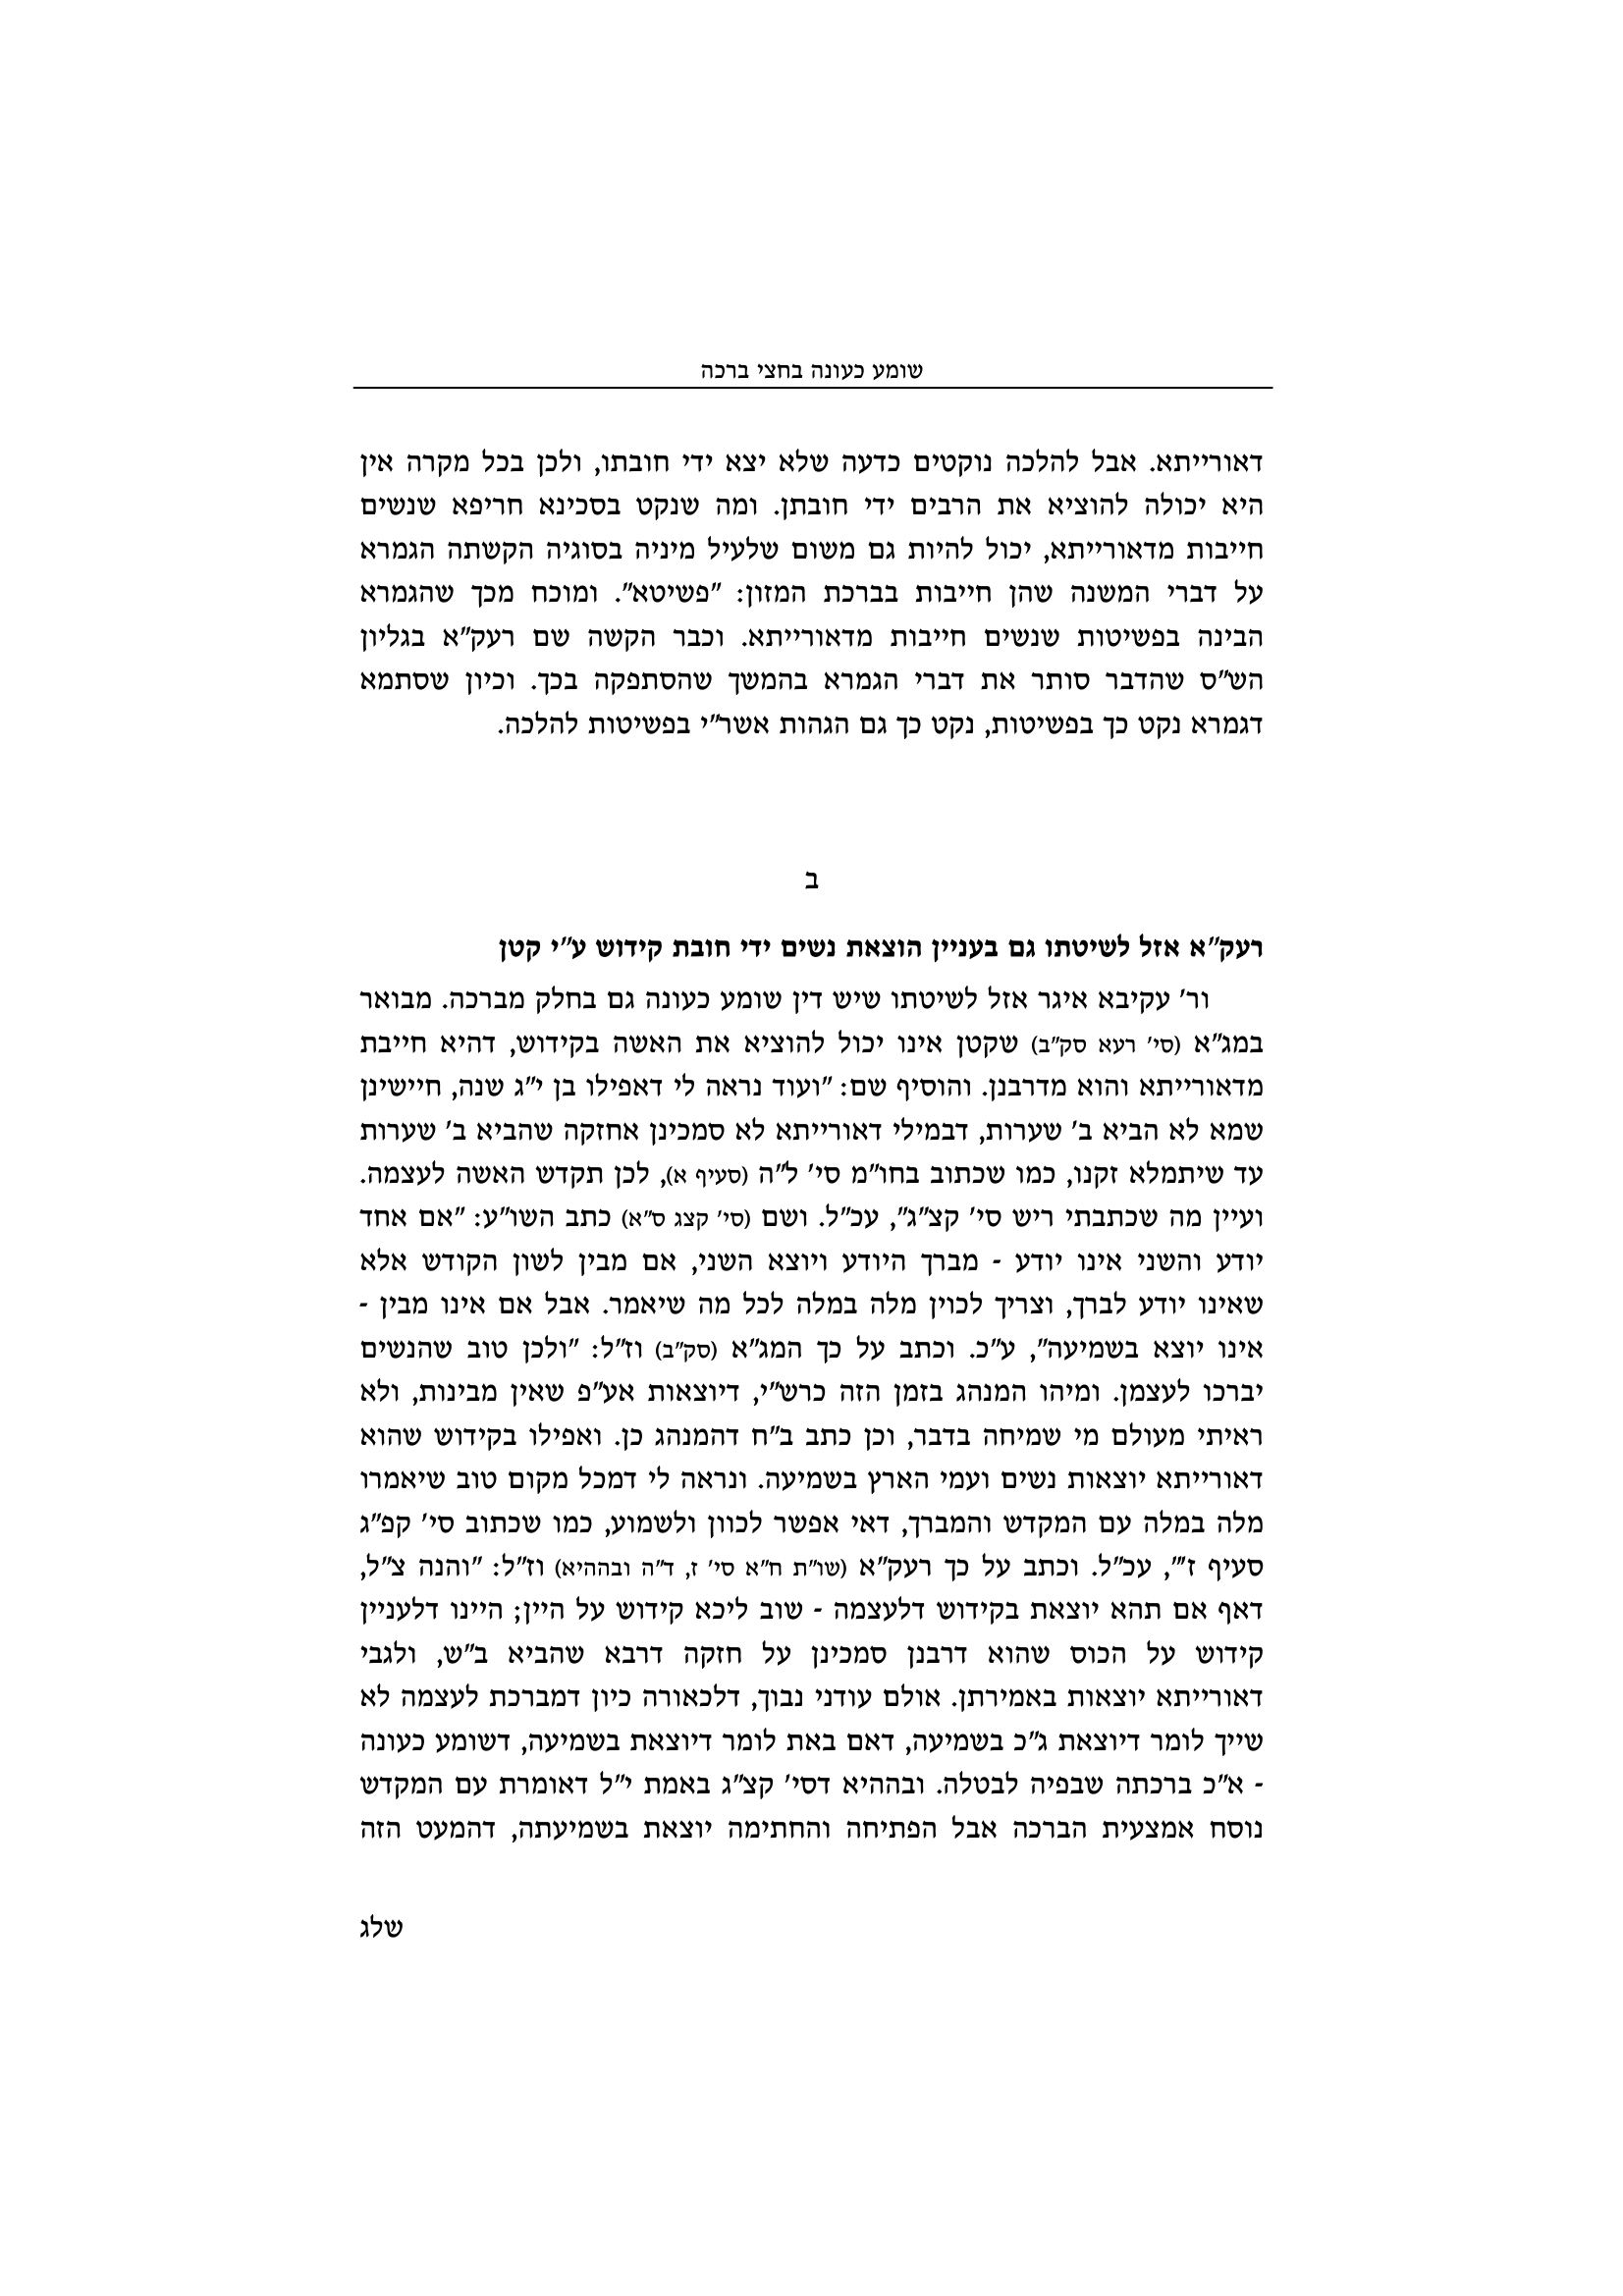 שומע כעונה בחצי ברכה
דאורייתא. אבל להלכה נוקטים כדעה שלא יצא ידי חובתו, ולכן בכל מקרה אין
היא יכולה להוציא את הרבים ידי חובתן. ומה שנקט בסכינא חריפא שנשים
חייבות מדאורייתא, יכול להיות גם משום שלעיל מיניה בסוגיה הקשתה הגמרא
על דברי המשנה שהן חייבות בברכת המזון: "פשיטא". ומוכח מכך שהגמרא
הבינה בפשיטות שנשים חייבות מדאורייתא. וכבר הקשה שם רעק"א בגליון
הש"ס שהדבר סותר את דברי הגמרא בהמשך שהסתפקה בכך. וכיון שסתמא
דגמרא נקט כך בפשיטות, נקט כך גם הגהות אשר"י בפשיטות להלכה.
ב
רעק"א אזל לשיטתו גם בעניין הוצאת נשים ידי חובת קידוש ע"י קטן
ור' עקיבא איגר אזל לשיטתו שיש דין שומע כעונה גם בחלק מברכה. מבואר
במג"א (סי' רעא סק"ב) שקטן אינו יכול להוציא את האשה בקידוש, דהיא חייבת
מדאורייתא והוא מדרבנן. והוסיף שם: "ועוד נראה לי דאפילו בן י"ג שנה, חיישינן
שמא לא הביא ב' שערות, דבמילי דאורייתא לא סמכינן אחזקה שהביא ב' שערות
עד שיתמלא זקנו, כמו שכתוב בחו"מ סי' ל"ה (סעיף א), לכן תקדש האשה לעצמה.
ועיין מה שכתבתי ריש סי' קצ"ג", עכ"ל. ושם (סי' קצג ס"א) כתב השו"ע: "אם אחד
יודע והשני אינו יודע - מברך היודע ויוצא השני, אם מבין לשון הקודש אלא
שאינו יודע לברך, וצריך לכוין מלה במלה לכל מה שיאמר. אבל אם אינו מבין -
אינו יוצא בשמיעה", ע"כ. וכתב על כך המג"א (סק"ב) וז"ל: "ולכן טוב שהנשים
יברכו לעצמן. ומיהו המנהג בזמן הזה כרש"י, דיוצאות אע"פ שאין מבינות, ולא
ראיתי מעולם מי שמיחה בדבר, וכן כתב ב"ח דהמנהג כן. ואפילו בקידוש שהוא
דאורייתא יוצאות נשים ועמי הארץ בשמיעה. ונראה לי דמכל מקום טוב שיאמרו
מלה במלה עם המקדש והמברך, דאי אפשר לכוון ולשמוע, כמו שכתוב סי' קפ"ג
סעיף ז'", עכ"ל. וכתב על כך רעק"א (שו"ת ח"א סי' ז, ד"ה ובההיא) וז"ל: "והנה צ"ל,
דאף אם תהא יוצאת בקידוש דלעצמה - שוב ליכא קידוש על היין; היינו דלעניין
קידוש על הכוס שהוא דרבנן סמכינן על חזקה דרבא שהביא ב"ש, ולגבי
דאורייתא יוצאות באמירתן. אולם עודני נבוך, דלכאורה כיון דמברכת לעצמה לא
שייך לומר דיוצאת ג"כ בשמיעה, דאם באת לומר דיוצאת בשמיעה, דשומע כעונה
- א"כ ברכתה שבפיה לבטלה. ובההיא דסי' קצ"ג באמת י"ל דאומרת עם המקדש
נוסח אמצעית הברכה אבל הפתיחה והחתימה יוצאת בשמיעתה, דהמעט הזה
שלג